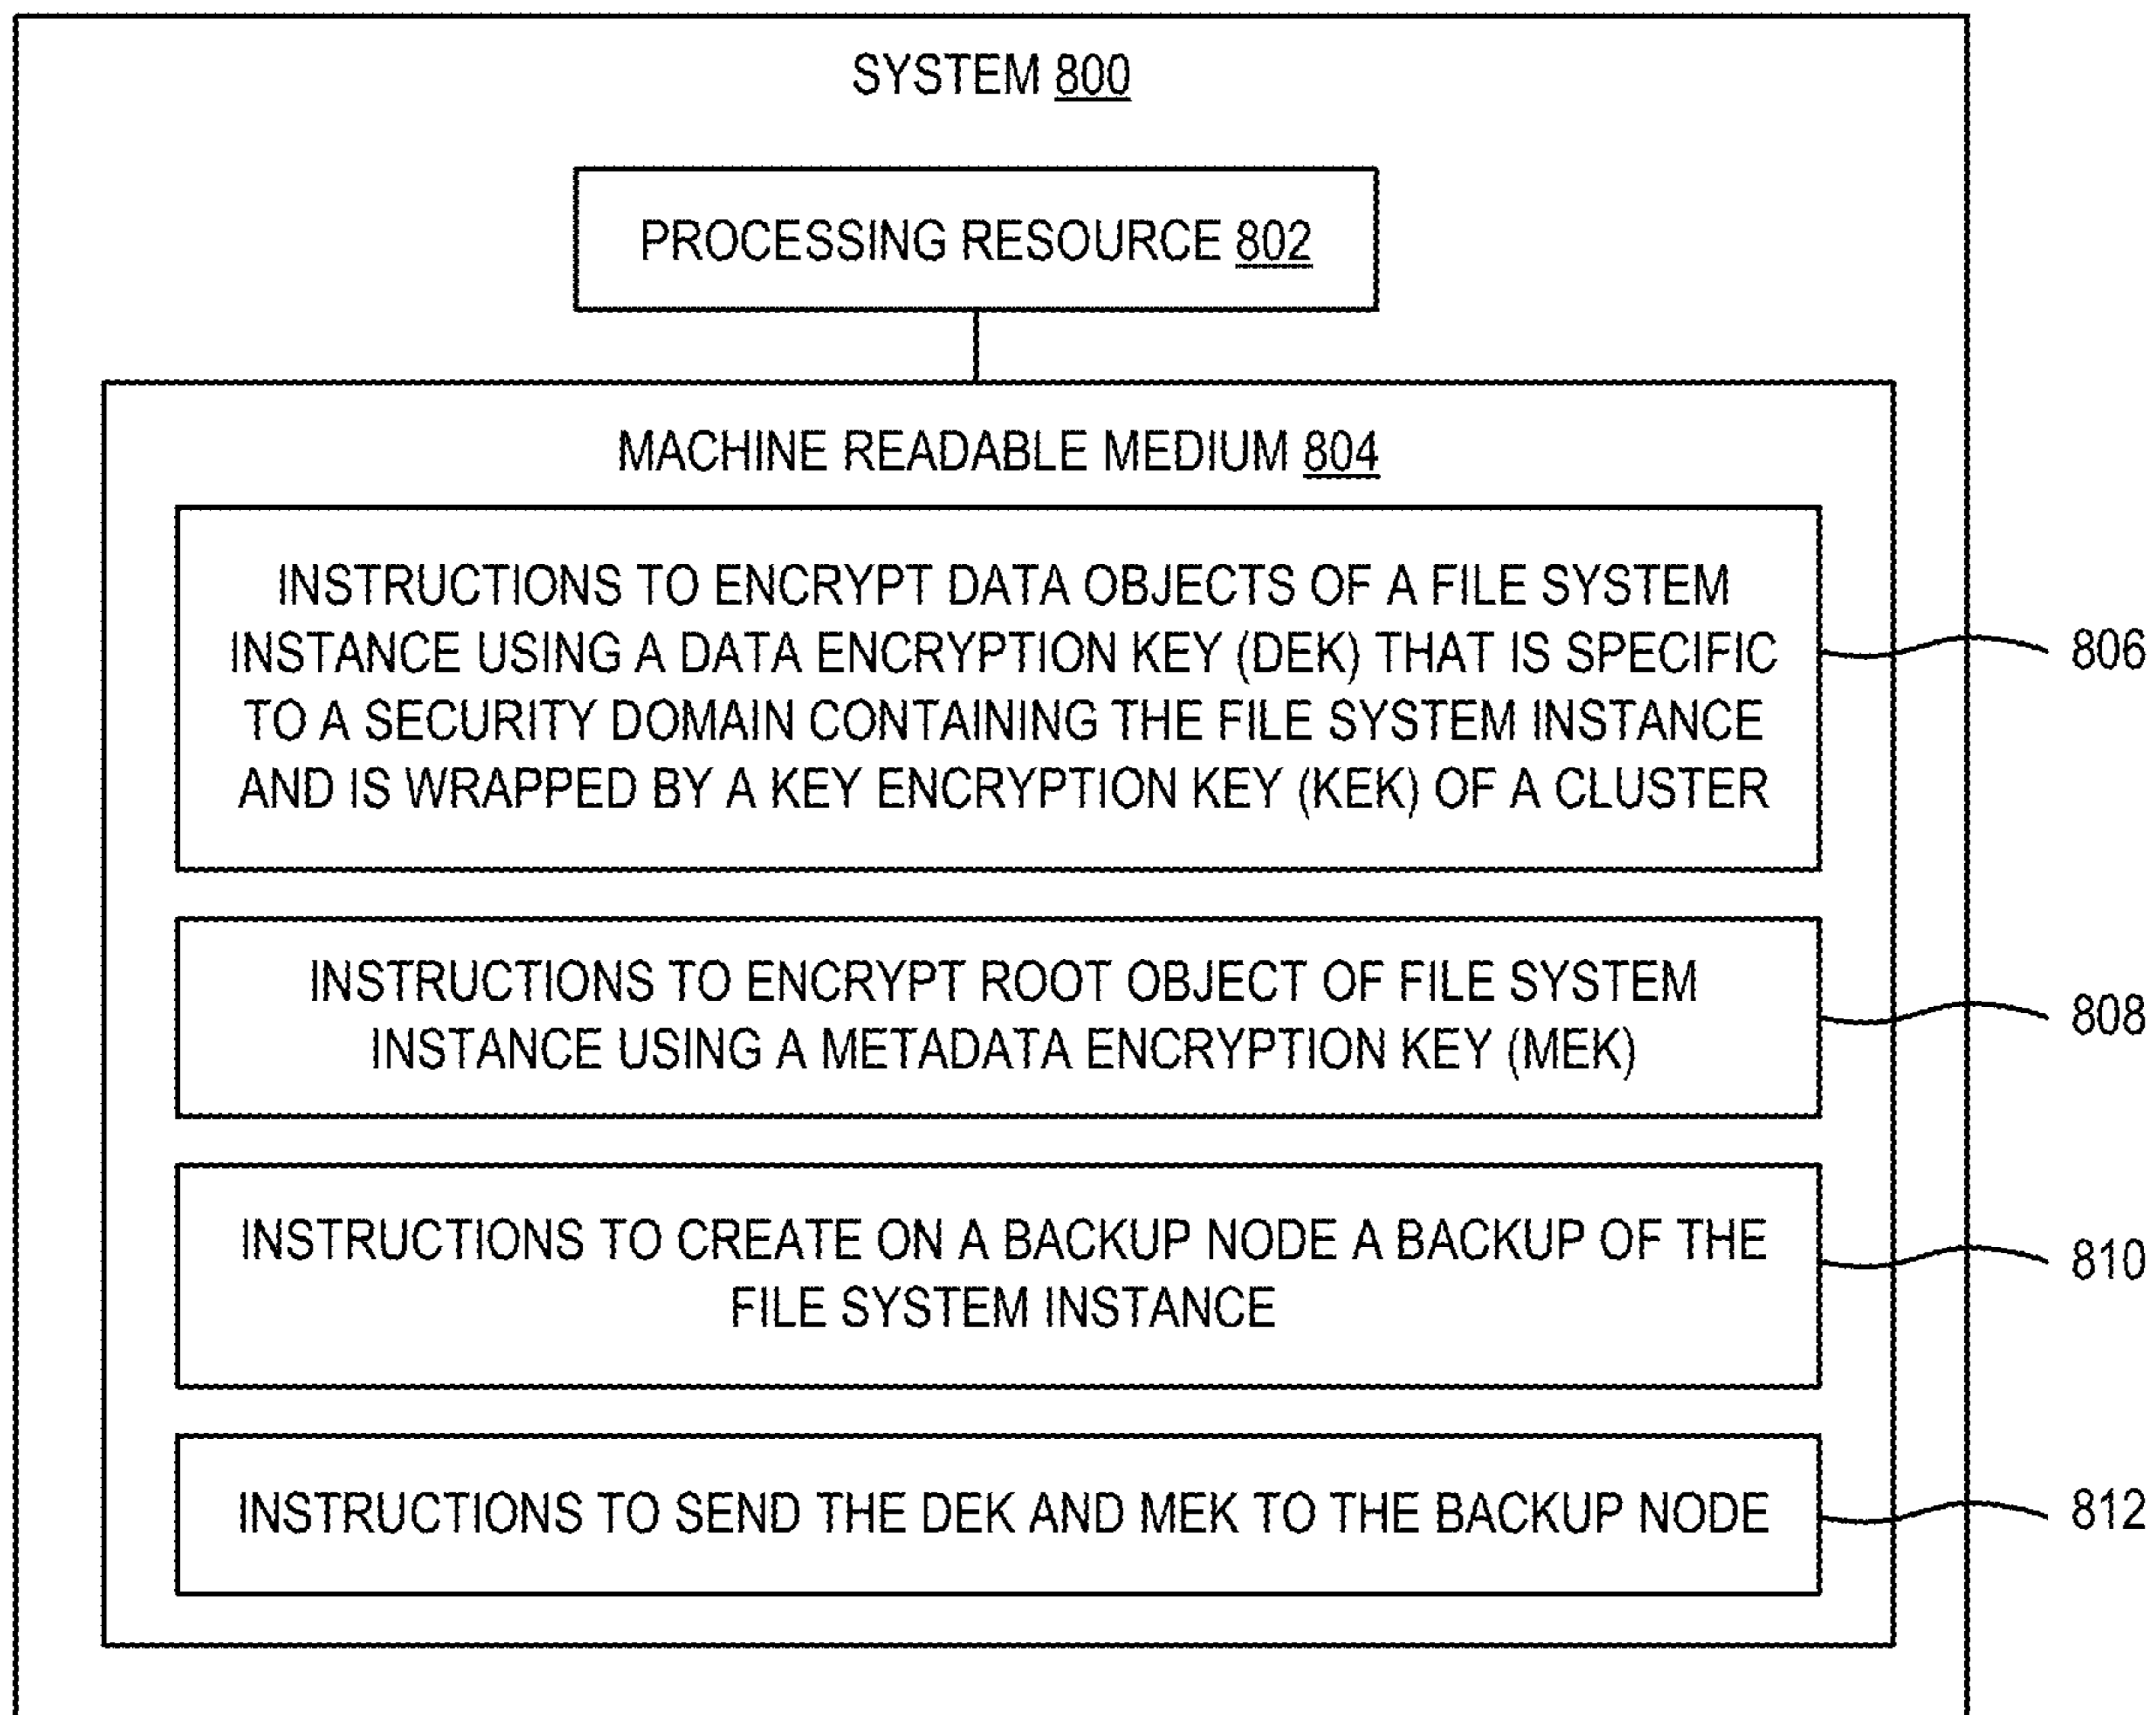 SYSTEM 800
PROCESSING RESOURCE 802
MACHINE READABLE MEDIUM 804
INSTRUCTIONS TO ENCRYPT DATA OBJECTS OF A FILE SYSTEM
INSTANCE USING A DATA ENCRYPTION KEY (DEK) THAT IS SPECIFIC
TO A SECURITY DOMAIN CONTAINING THE FILE SYSTEM INSTANCE
AND IS WRAPPED BY A KEY ENCRYPTION KEY (KEK) OF A CLUSTER
806
INSTRUCTIONS TO ENCRYPT ROOT OBJECT OF FILE SYSTEM
INSTANCE USING A METADATA ENCRYPTION KEY (MEK)
808
INSTRUCTIONS TO CREATE ON A BACKUP NODE A BACKUP OF THE
FILE SYSTEM INSTANCE
810
INSTRUCTIONS TO SEND THE DEK AND MEK TO THE BACKUP NODE
812